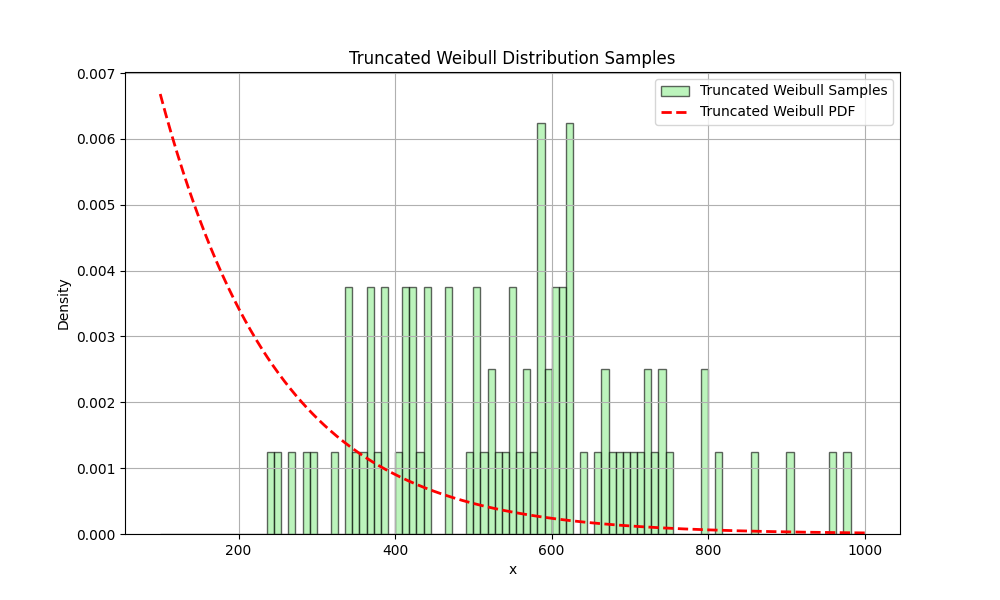 Truncated Weibull Distribution Samples
Truncated Weibull Samples
Truncated Weibull PDF
Density
0.007
0.006
0.005
0.004
0.003
0.002
0.001
0.000
200
400
600
800
1000
x